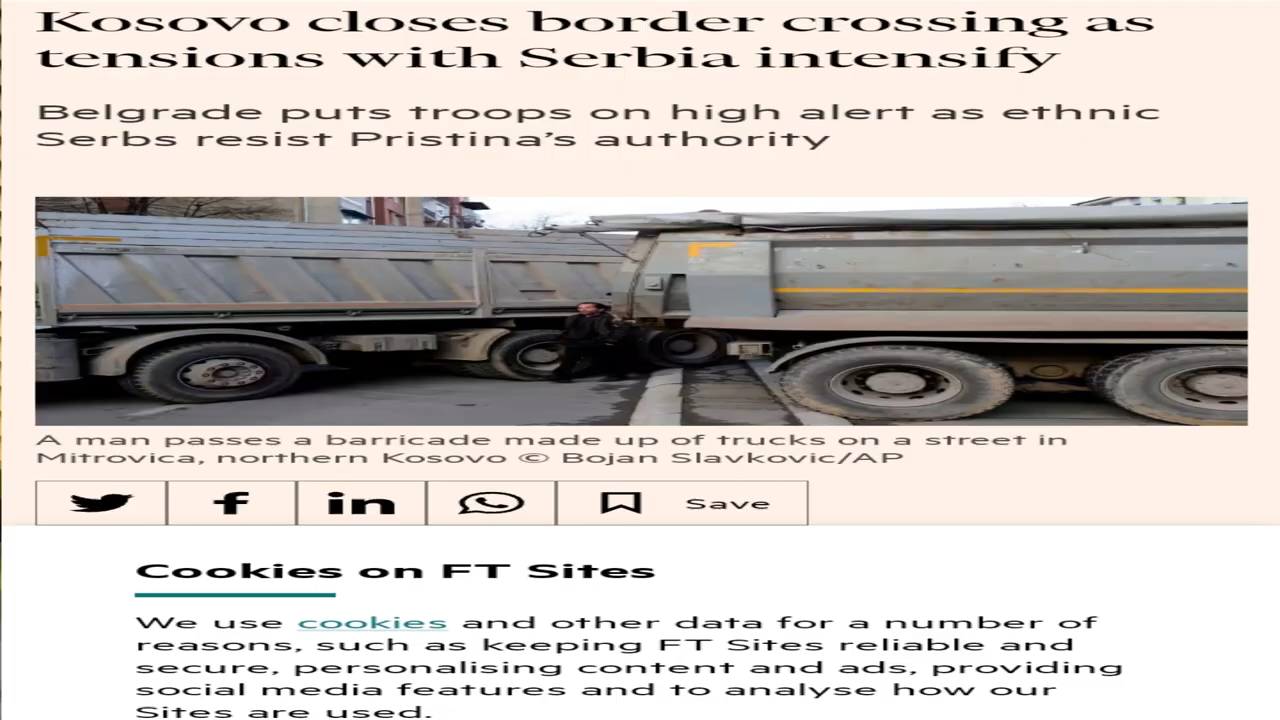 Kosovo closes border crossing as
tensions with Serbia intensify
Belgrade puts troops on high alert as ethnic
Serbs resist Pristina's authority
A man passes a barricade made up of trucks on a street in
Mitrovica, northern Kosovo © Bojan Slavkovic/AP
Save
Cookies on FT Sites
We use cookies and other data for a number of
reasons, such as keeping FT Sites reliable and
secure, personalising content and ads, providing
social media features and to analyse how our
Sites are used.